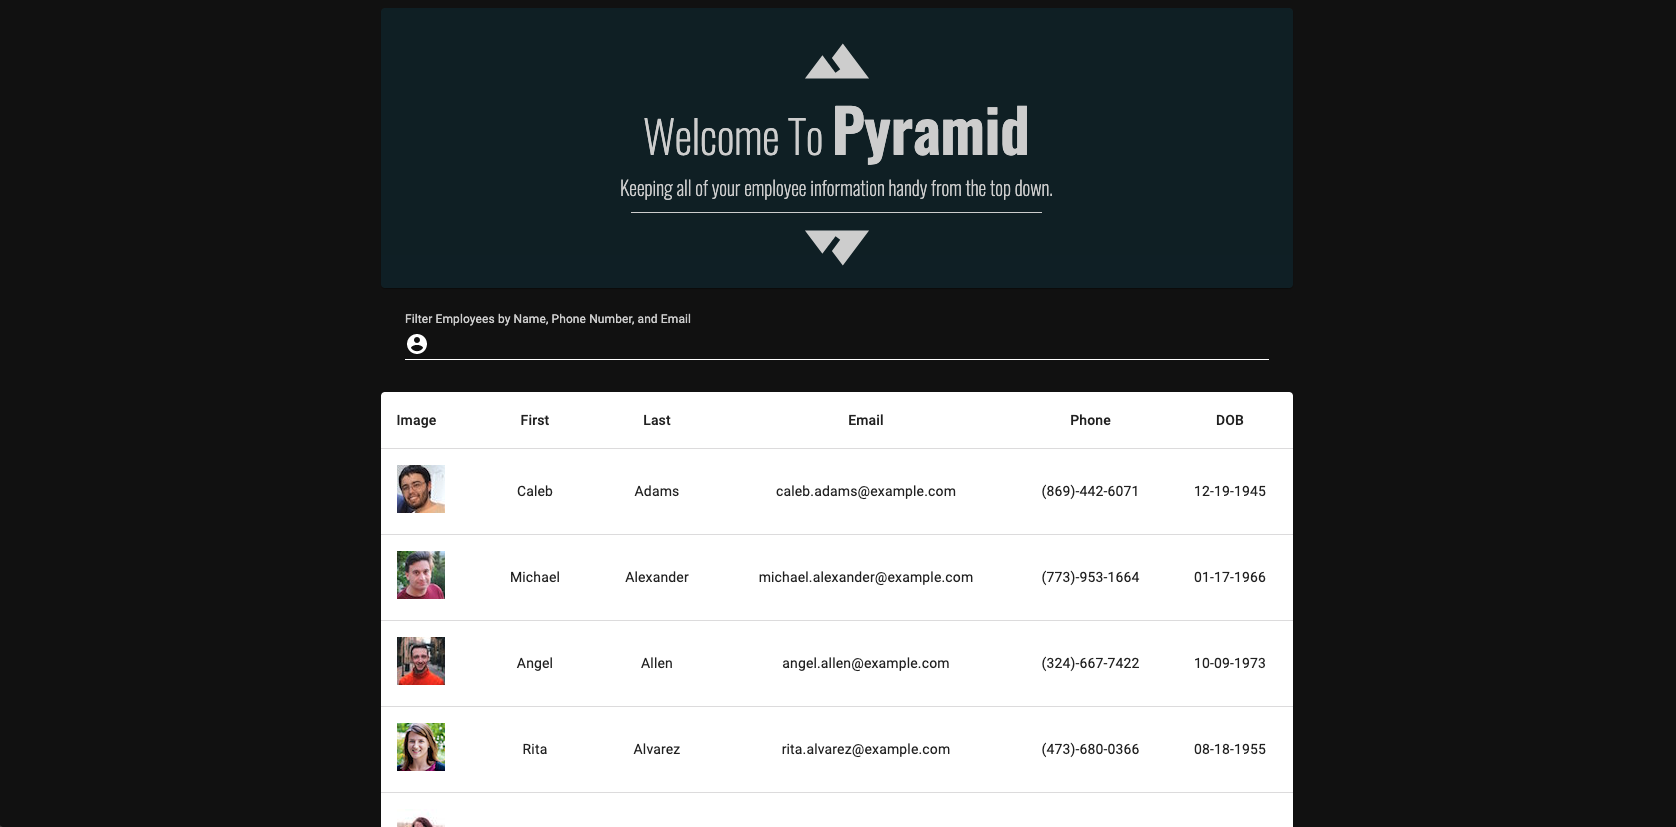 Welcome To Pyramid
Keeping all of your employee information handy from the top down.
Filter Employees by Name, Phone Number, and Email
Image First Last Email Phone DOB
Caleb Adams caleb.adams@example.com (869)-442-6071 12-19-1945
Michael Alexander michael.alexander@example.com (773)-953-1664 01-17-1966
Angel Allen angel.allen@example.com (324)-667-7422 10-09-1973
Rita Alvarez rita.alvarez@example.com (473)-680-0366 08-18-1955